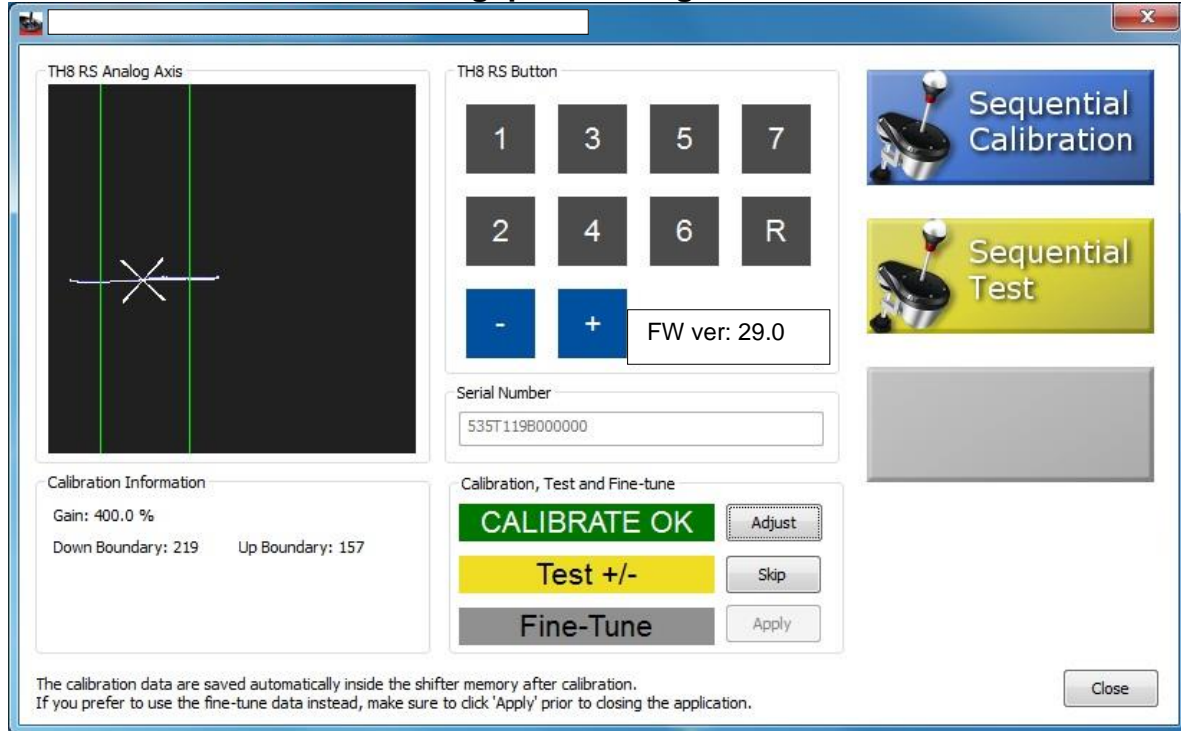 TH8 RS Analog Axis
TH8 RS Button
1 3 5 7
2 4 6 R
- +
FW ver: 29.0
Serial Number
535T119B000000
Calibration Information
Gain: 400.0 %
Down Boundary: 219 Up Boundary: 157
Calibration, Test and Fine-tune
CALIBRATE OK Adjust
Test +/- Skip
Fine-Tune Apply
Sequential
Calibration
Sequential
Test
The calibration data are saved automatically inside the shifter memory after calibration.
If you prefer to use the fine-tune data instead, make sure to click 'Apply' prior to closing the application.
Close